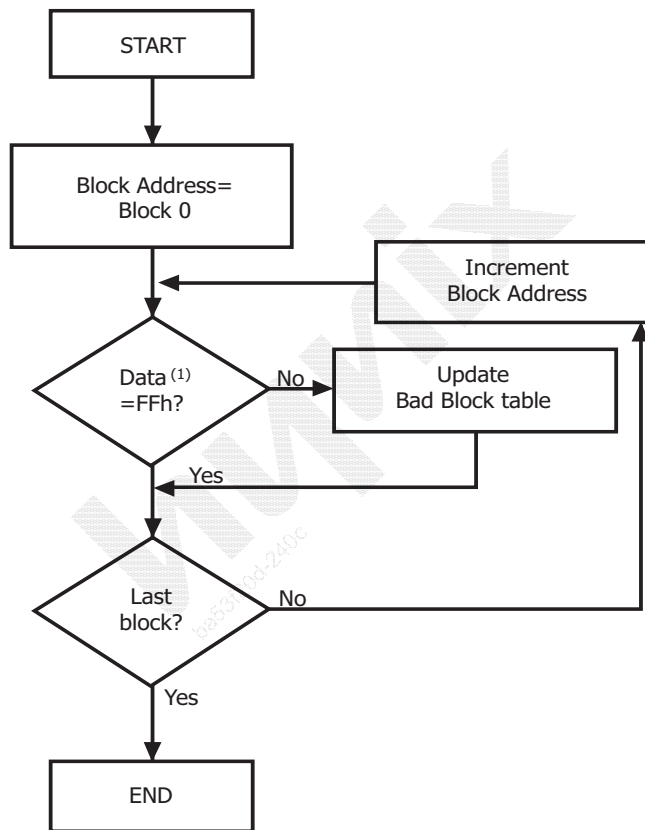 START
Block Address=
Block 0
Increment
Block Address
Data (1)
=FFh?
No
Update
Bad Block table
Yes
Last
block?
No
Yes
END
hynix